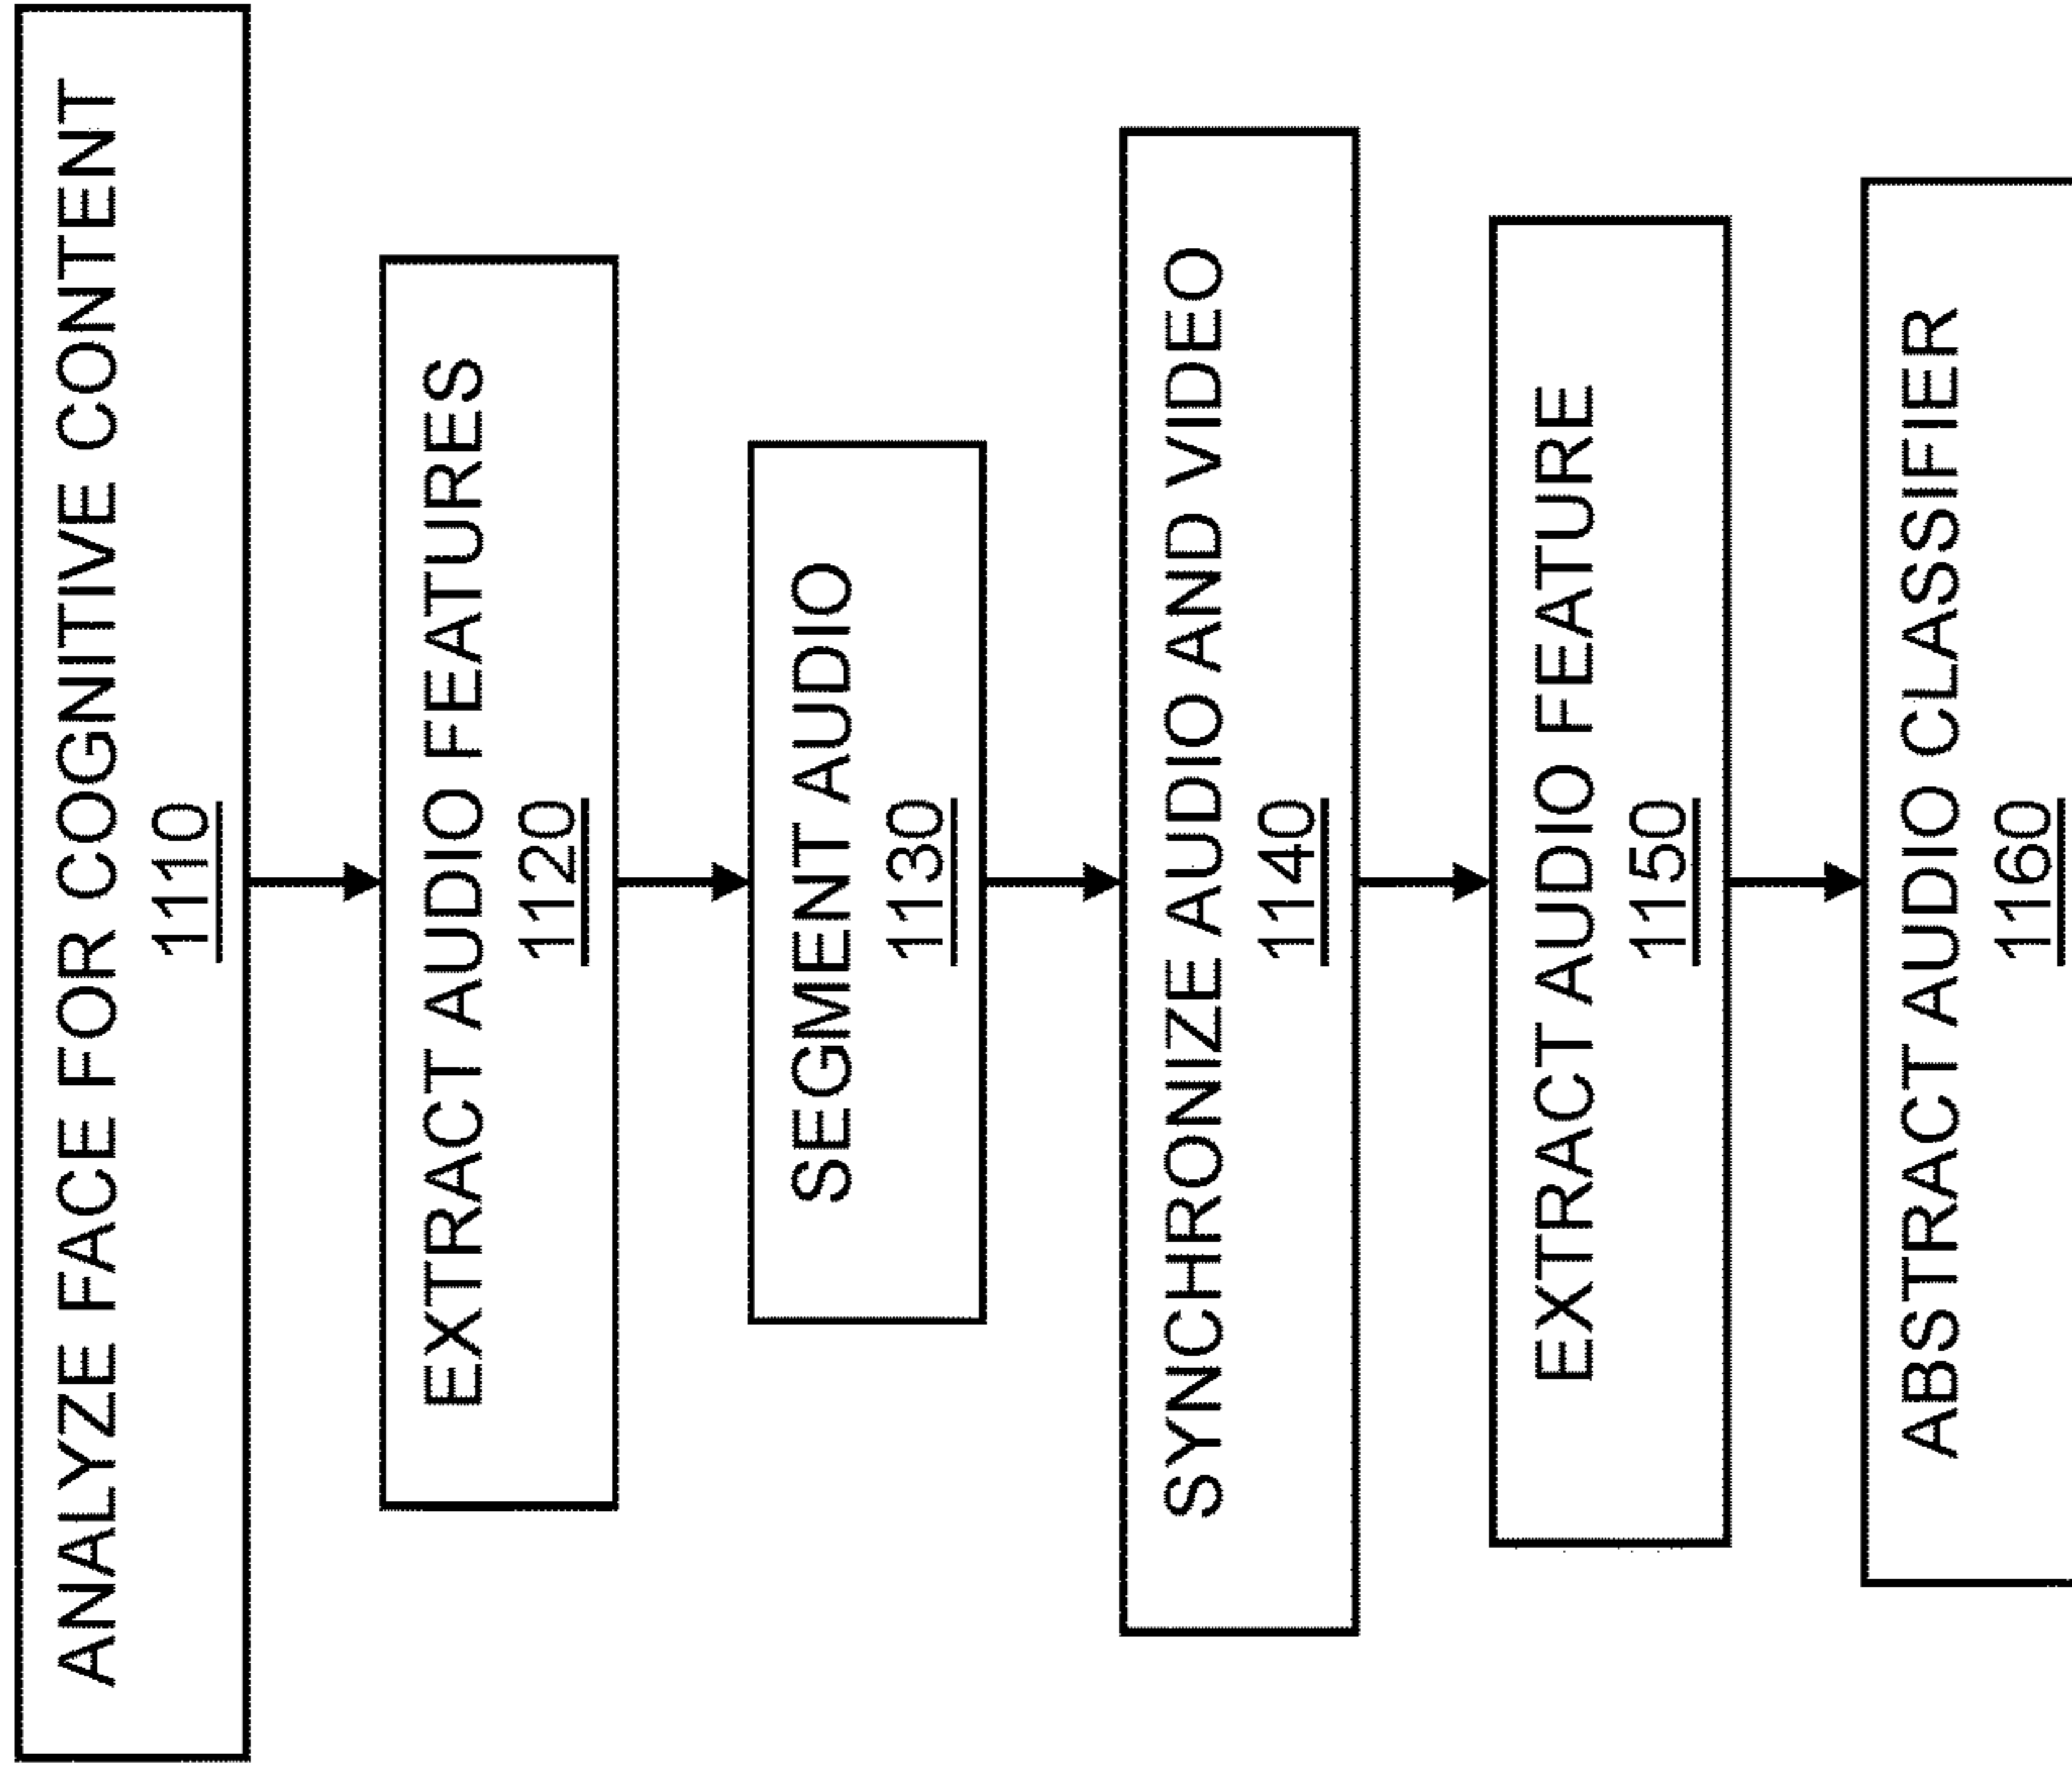 ANALYZE FACE FOR COGNITIVE CONTENT
1110
EXTRACT AUDIO FEATURES
1120
SEGMENT AUDIO
1130
SYNCHRONIZE AUDIO AND VIDEO
1140
EXTRACT AUDIO FEATURE
1150
ABSTRACT AUDIO CLASSIFIER
1160